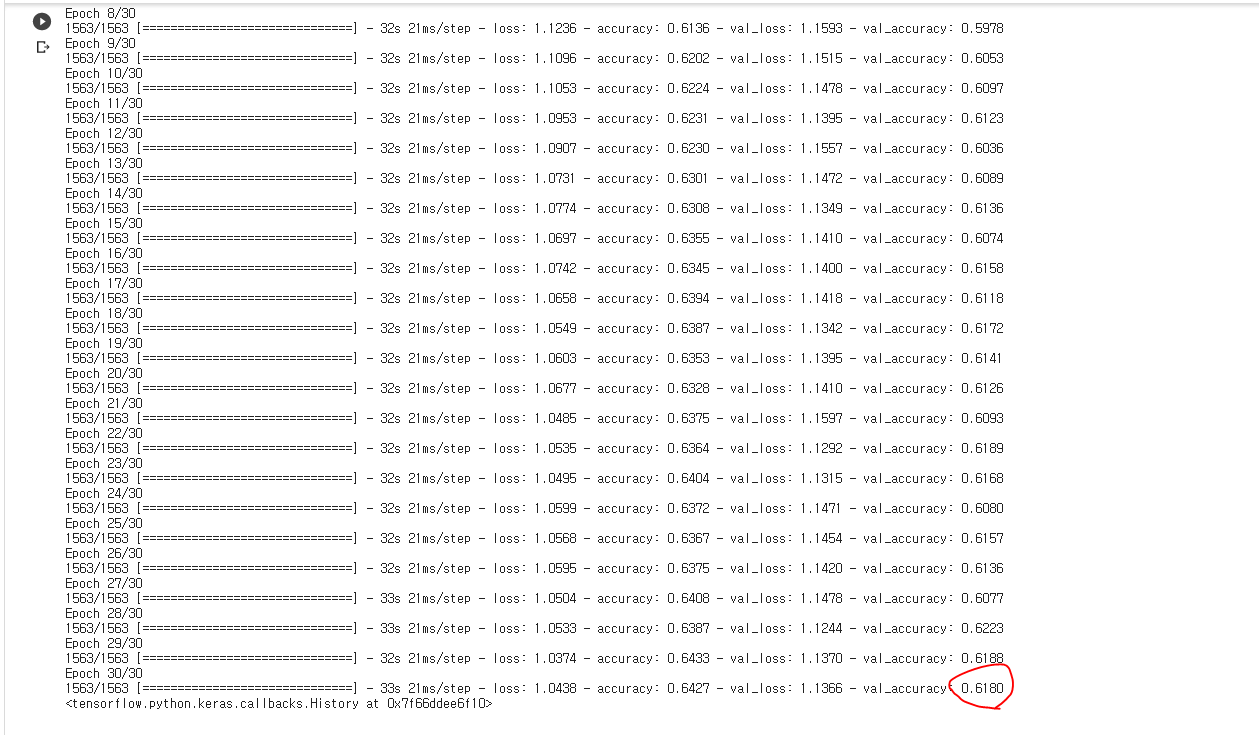 Epoch 8/30
1563/1563 [==============================] - 32s 21ms/step - loss: 1.1236 - accuracy: 0.6136 - val_loss: 1.1593 - val_accuracy: 0.5978
Epoch 9/30
1563/1563 [==============================] - 32s 21ms/step - loss: 1.1096 - accuracy: 0.6202 - val_loss: 1.1515 - val_accuracy: 0.6053
Epoch 10/30
1563/1563 [==============================] - 32s 21ms/step - loss: 1.1053 - accuracy: 0.6224 - val_loss: 1.1478 - val_accuracy: 0.6097
Epoch 11/30
1563/1563 [==============================] - 32s 21ms/step - loss: 1.0953 - accuracy: 0.6231 - val_loss: 1.1395 - val_accuracy: 0.6123
Epoch 12/30
1563/1563 [==============================] - 32s 21ms/step - loss: 1.0907 - accuracy: 0.6230 - val_loss: 1.1557 - val_accuracy: 0.6036
Epoch 13/30
1563/1563 [==============================] - 32s 21ms/step - loss: 1.0731 - accuracy: 0.6301 - val_loss: 1.1472 - val_accuracy: 0.6089
Epoch 14/30
1563/1563 [==============================] - 32s 21ms/step - loss: 1.0774 - accuracy: 0.6308 - val_loss: 1.1349 - val_accuracy: 0.6136
Epoch 15/30
1563/1563 [==============================] - 32s 21ms/step - loss: 1.0697 - accuracy: 0.6355 - val_loss: 1.1410 - val_accuracy: 0.6074
Epoch 16/30
1563/1563 [==============================] - 32s 21ms/step - loss: 1.0742 - accuracy: 0.6345 - val_loss: 1.1400 - val_accuracy: 0.6158
Epoch 17/30
1563/1563 [==============================] - 32s 21ms/step - loss: 1.0658 - accuracy: 0.6394 - val_loss: 1.1418 - val_accuracy: 0.6118
Epoch 18/30
1563/1563 [==============================] - 32s 21ms/step - loss: 1.0549 - accuracy: 0.6387 - val_loss: 1.1342 - val_accuracy: 0.6172
Epoch 19/30
1563/1563 [==============================] - 32s 21ms/step - loss: 1.0603 - accuracy: 0.6353 - val_loss: 1.1395 - val_accuracy: 0.6141
Epoch 20/30
1563/1563 [==============================] - 32s 21ms/step - loss: 1.0677 - accuracy: 0.6328 - val_loss: 1.1410 - val_accuracy: 0.6126
Epoch 21/30
1563/1563 [==============================] - 32s 21ms/step - loss: 1.0485 - accuracy: 0.6375 - val_loss: 1.1597 - val_accuracy: 0.6093
Epoch 22/30
1563/1563 [==============================] - 32s 21ms/step - loss: 1.0535 - accuracy: 0.6364 - val_loss: 1.1292 - val_accuracy: 0.6189
Epoch 23/30
1563/1563 [==============================] - 32s 21ms/step - loss: 1.0495 - accuracy: 0.6404 - val_loss: 1.1315 - val_accuracy: 0.6168
Epoch 24/30
1563/1563 [==============================] - 32s 21ms/step - loss: 1.0599 - accuracy: 0.6372 - val_loss: 1.1471 - val_accuracy: 0.6080
Epoch 25/30
1563/1563 [==============================] - 32s 21ms/step - loss: 1.0568 - accuracy: 0.6367 - val_loss: 1.1454 - val_accuracy: 0.6157
Epoch 26/30
1563/1563 [==============================] - 32s 21ms/step - loss: 1.0595 - accuracy: 0.6375 - val_loss: 1.1420 - val_accuracy: 0.6136
Epoch 27/30
1563/1563 [==============================] - 33s 21ms/step - loss: 1.0504 - accuracy: 0.6408 - val_loss: 1.1478 - val_accuracy: 0.6077
Epoch 28/30
1563/1563 [==============================] - 33s 21ms/step - loss: 1.0533 - accuracy: 0.6387 - val_loss: 1.1244 - val_accuracy: 0.6223
Epoch 29/30
1563/1563 [==============================] - 32s 21ms/step - loss: 1.0374 - accuracy: 0.6433 - val_loss: 1.1370 - val_accuracy: 0.6188
Epoch 30/30
1563/1563 [==============================] - 33s 21ms/step - loss: 1.0438 - accuracy: 0.6427 - val_loss: 1.1366 - val_accuracy: 0.6180
<tensorflow.python.keras.callbacks.History at 0x7f66ddee6f10>